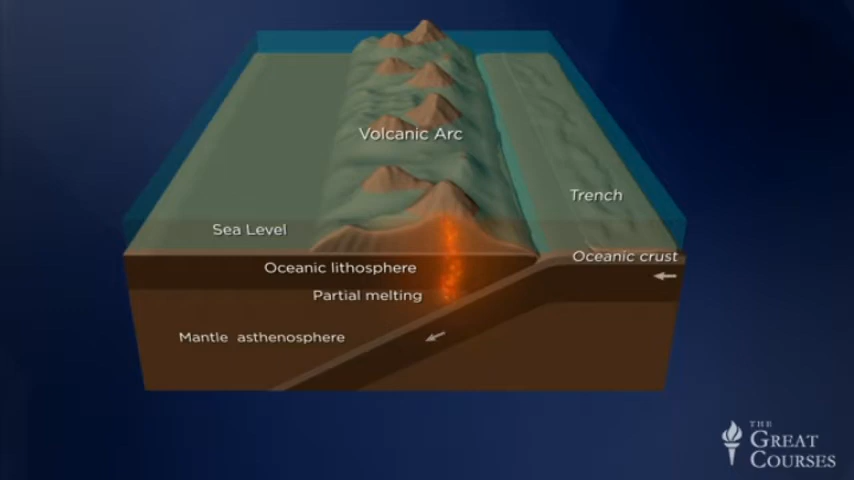 Volcanic Arc
Trench
Sea Level
Oceanic crust
Oceanic lithosphere
Partial melting
Mantle asthenosphere
THE
GREAT
COURSES